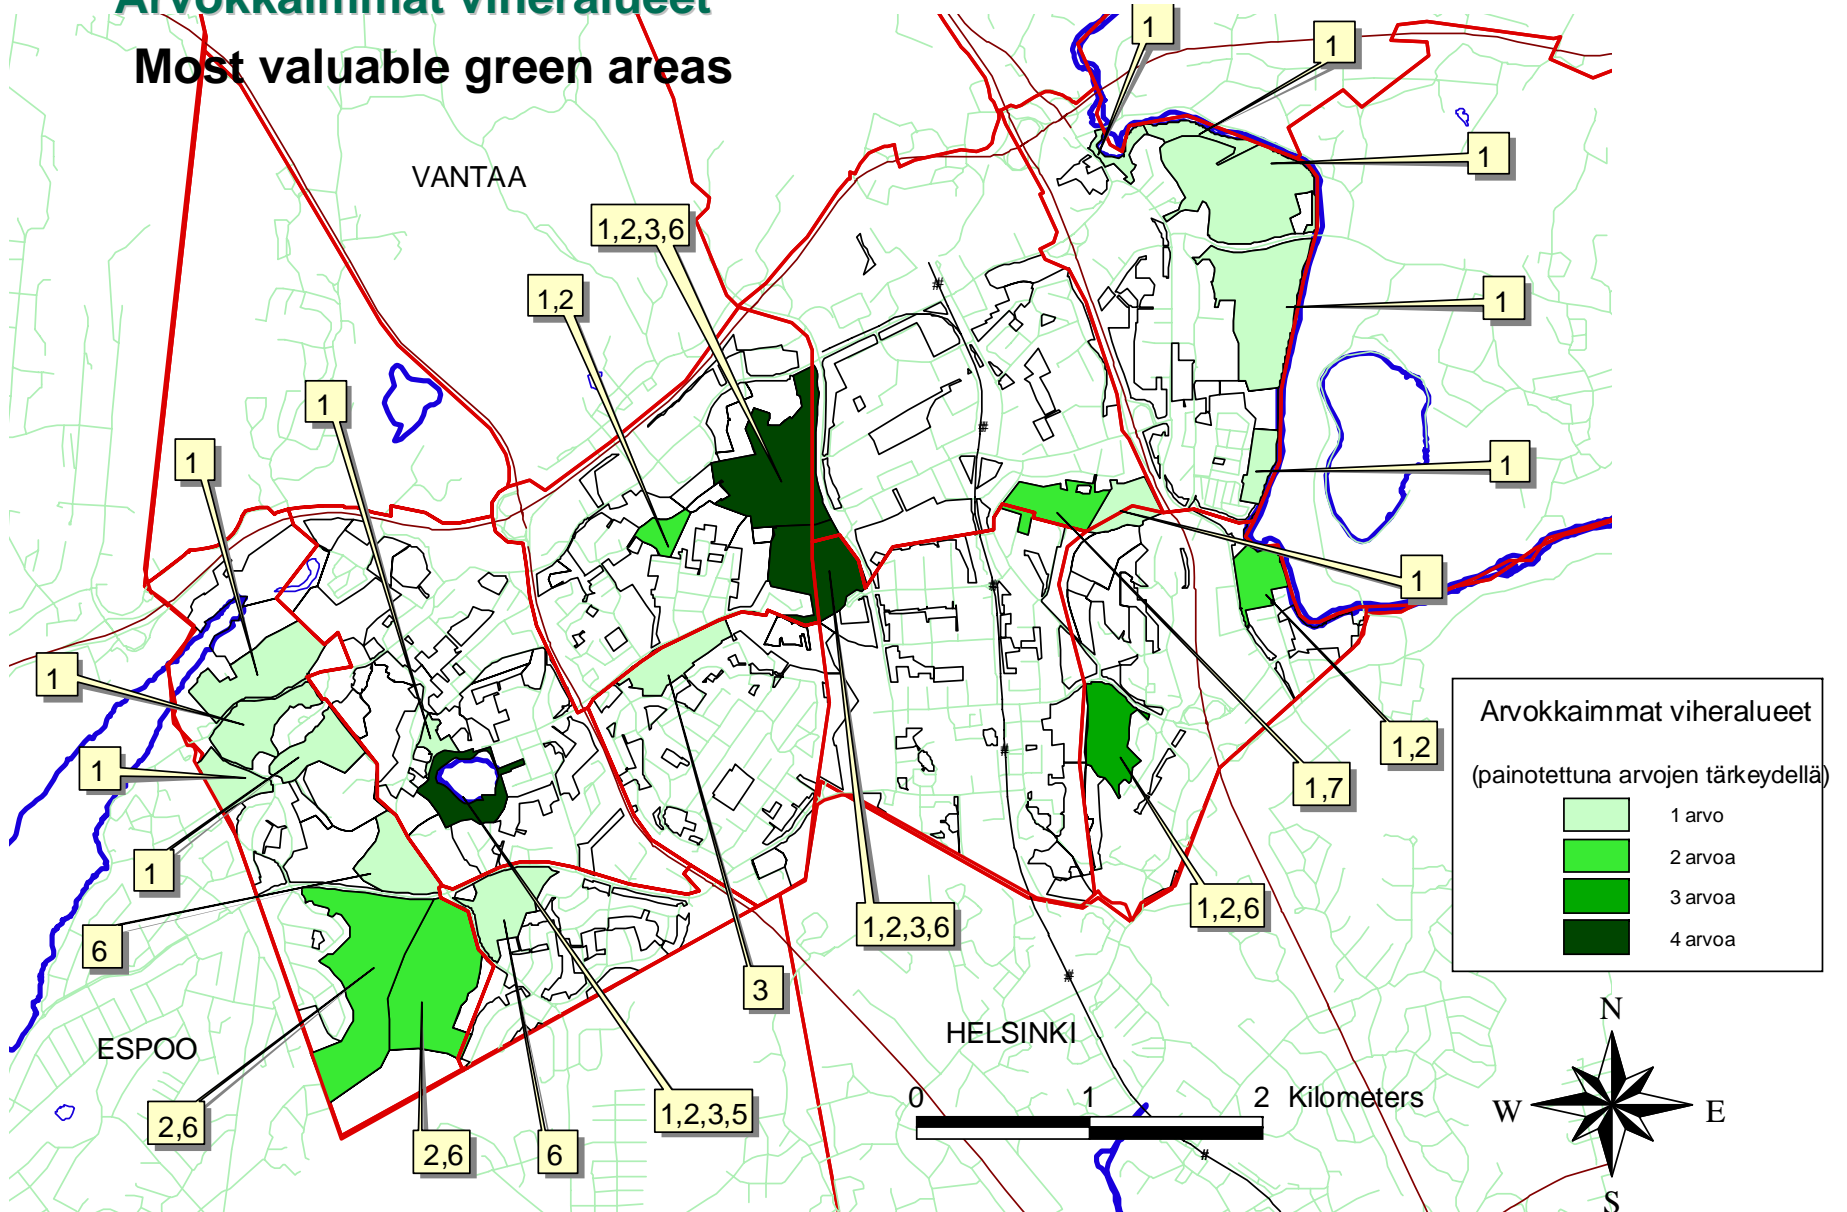 Arvokkaimmat viheralueet
Most valuable green areas
1
1
VANTAA
1
1,2,3,6
1,2
1
1
1
1
1
1
1
1,2
1
1,7
1
1,2,6
1,2,3,6
6
3
1,2,3,5
2,6
2,6
6
ESPOO
HELSINKI
0 1 2 Kilometers
Arvokkaimmat viheralueet
(painotettuna arvojen tärkeydellä)
1 arvo
2 arvoa
3 arvoa
4 arvoa
N
W E
S